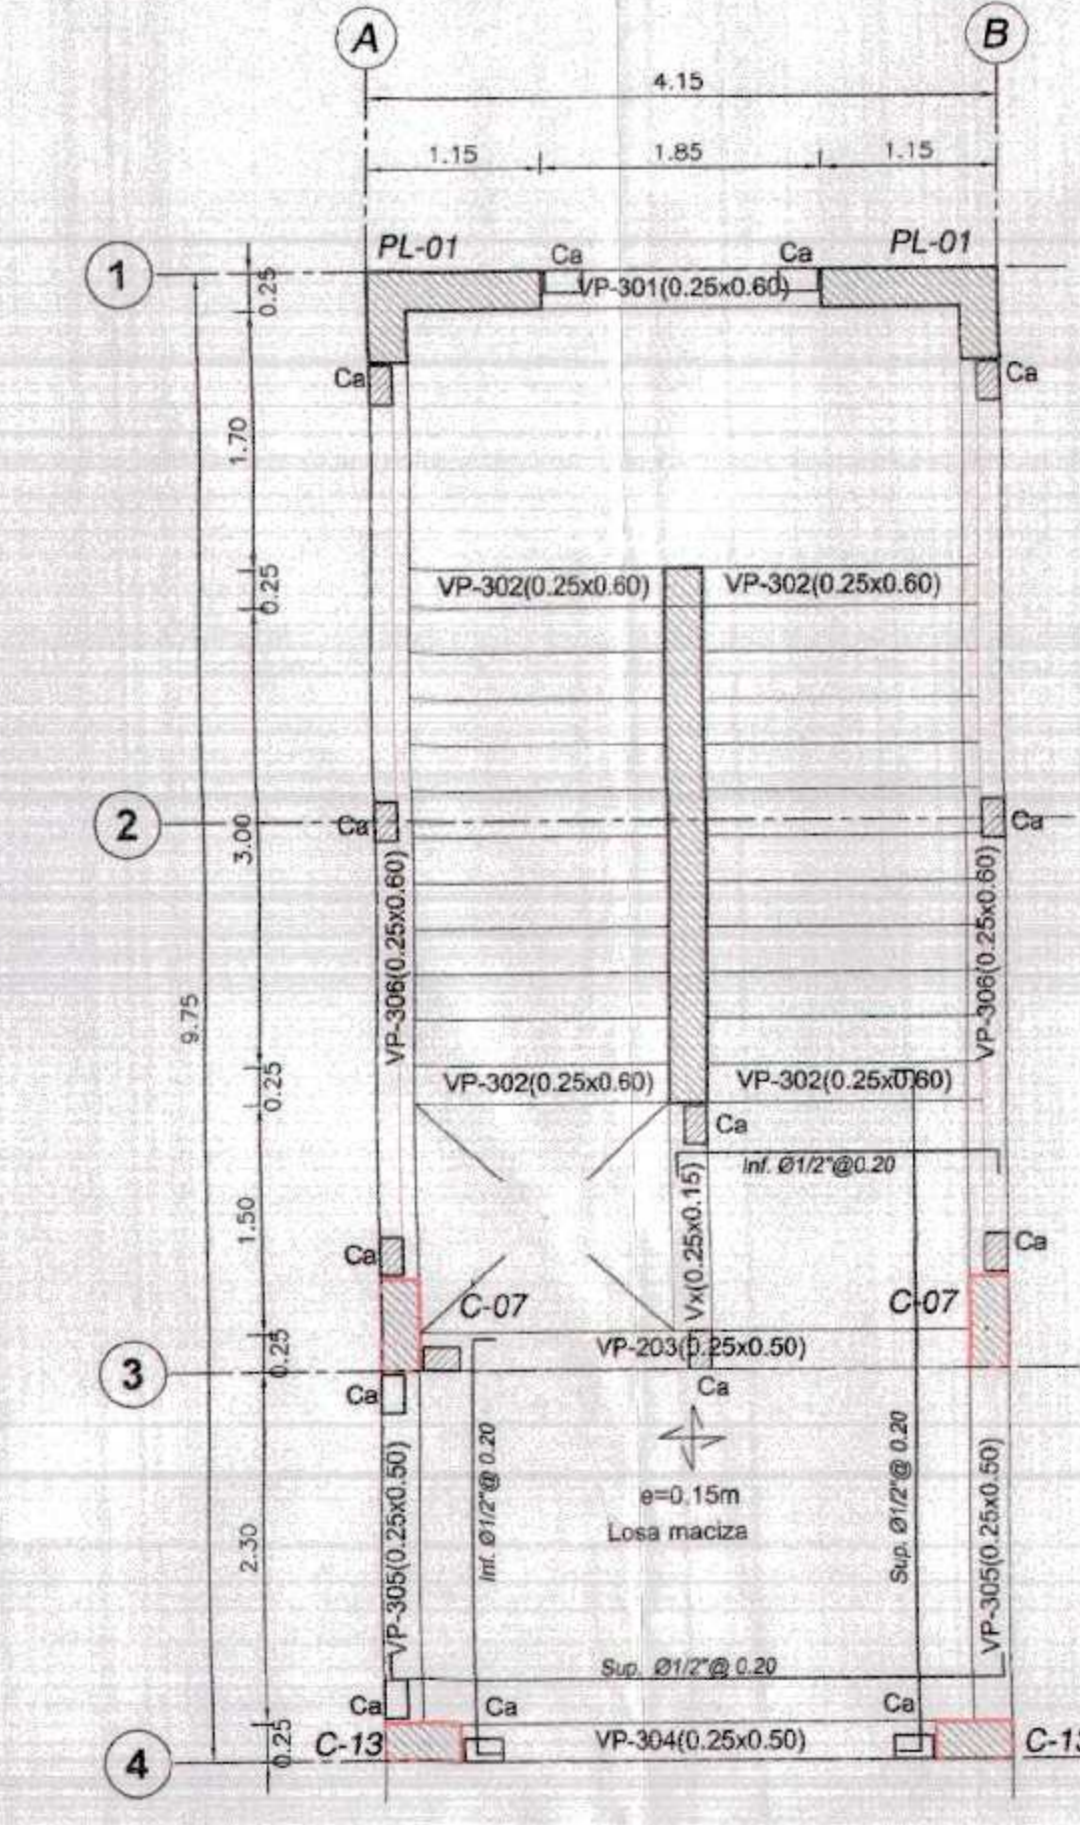 A
B
4.15
1.15
1.85
1.15
PL-01
Ca
Ca
PL-01
1
0.25
VP-301(0.25x0.60)
Ca
Ca
1.70
0.25
VP-302(0.25x0.60)
VP-302(0.25x0.60)
2
Ca
Ca
3.00
VP-306(0.25x0.60)
VP-306(0.25x0.60)
9.75
0.25
VP-302(0.25x0.60)
VP-302(0.25x0.60)
Ca
Inf. Ø1/2"@0.20
1.50
Vx(0.25x0.15)
Ca
Ca
C-07
C-07
0.25
VP-203(0.25x0.50)
3
Ca
Ca
e=0.15m
Losa maciza
Inf. Ø1/2"@ 0.20
Sup. Ø1/2"@ 0.20
2.30
VP-305(0.25x0.50)
VP-305(0.25x0.50)
Sup. Ø1/2"@ 0.20
Ca
Ca
Ca
0.25
C-13
VP-304(0.25x0.50)
C-13
4